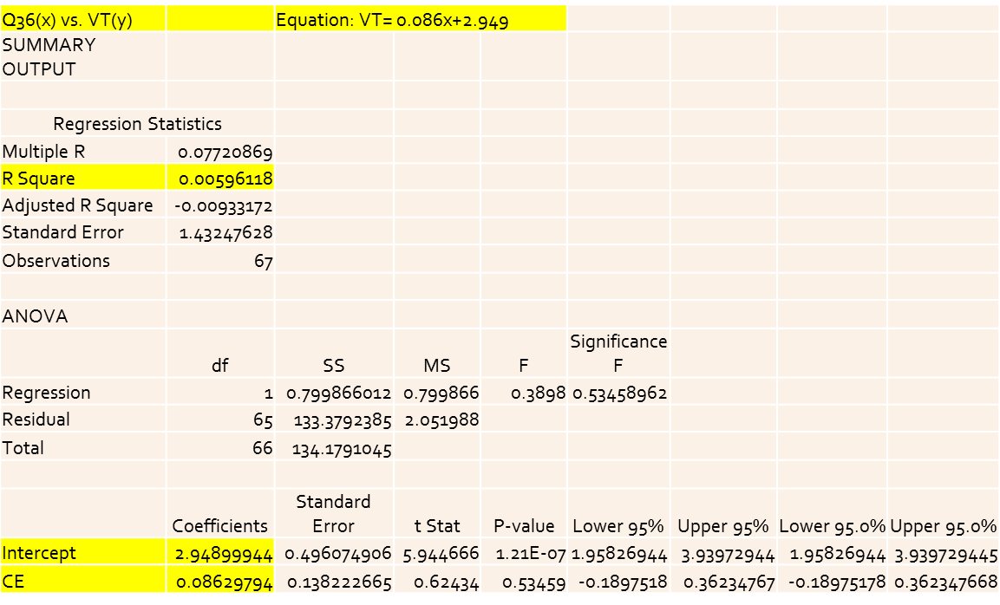 Q36(x) vs. VT(y) Equation: VT= 0.086x+2.949
SUMMARY
OUTPUT
Regression Statistics
Multiple R 0.07720869
R Square 0.00596118
Adjusted R Square -0.00933172
Standard Error 1.43247628
Observations 67
ANOVA
Significance
df SS MS F F
Regression 1 0.799866012 0.799866 0.3898 0.53458962
Residual 65 133.3792385 2.051988
Total 66 134.1791045
Standard
Coefficients Error t Stat P-value Lower 95% Upper 95% Lower 95.0% Upper 95.0%
Intercept 2.94899944 0.496074906 5.944666 1.21E-07 1.95826944 3.93972944 1.95826944 3.939729445
CE 0.08629794 0.138222665 0.62434 0.53459 -0.1897518 0.36234767 -0.18975178 0.362347668